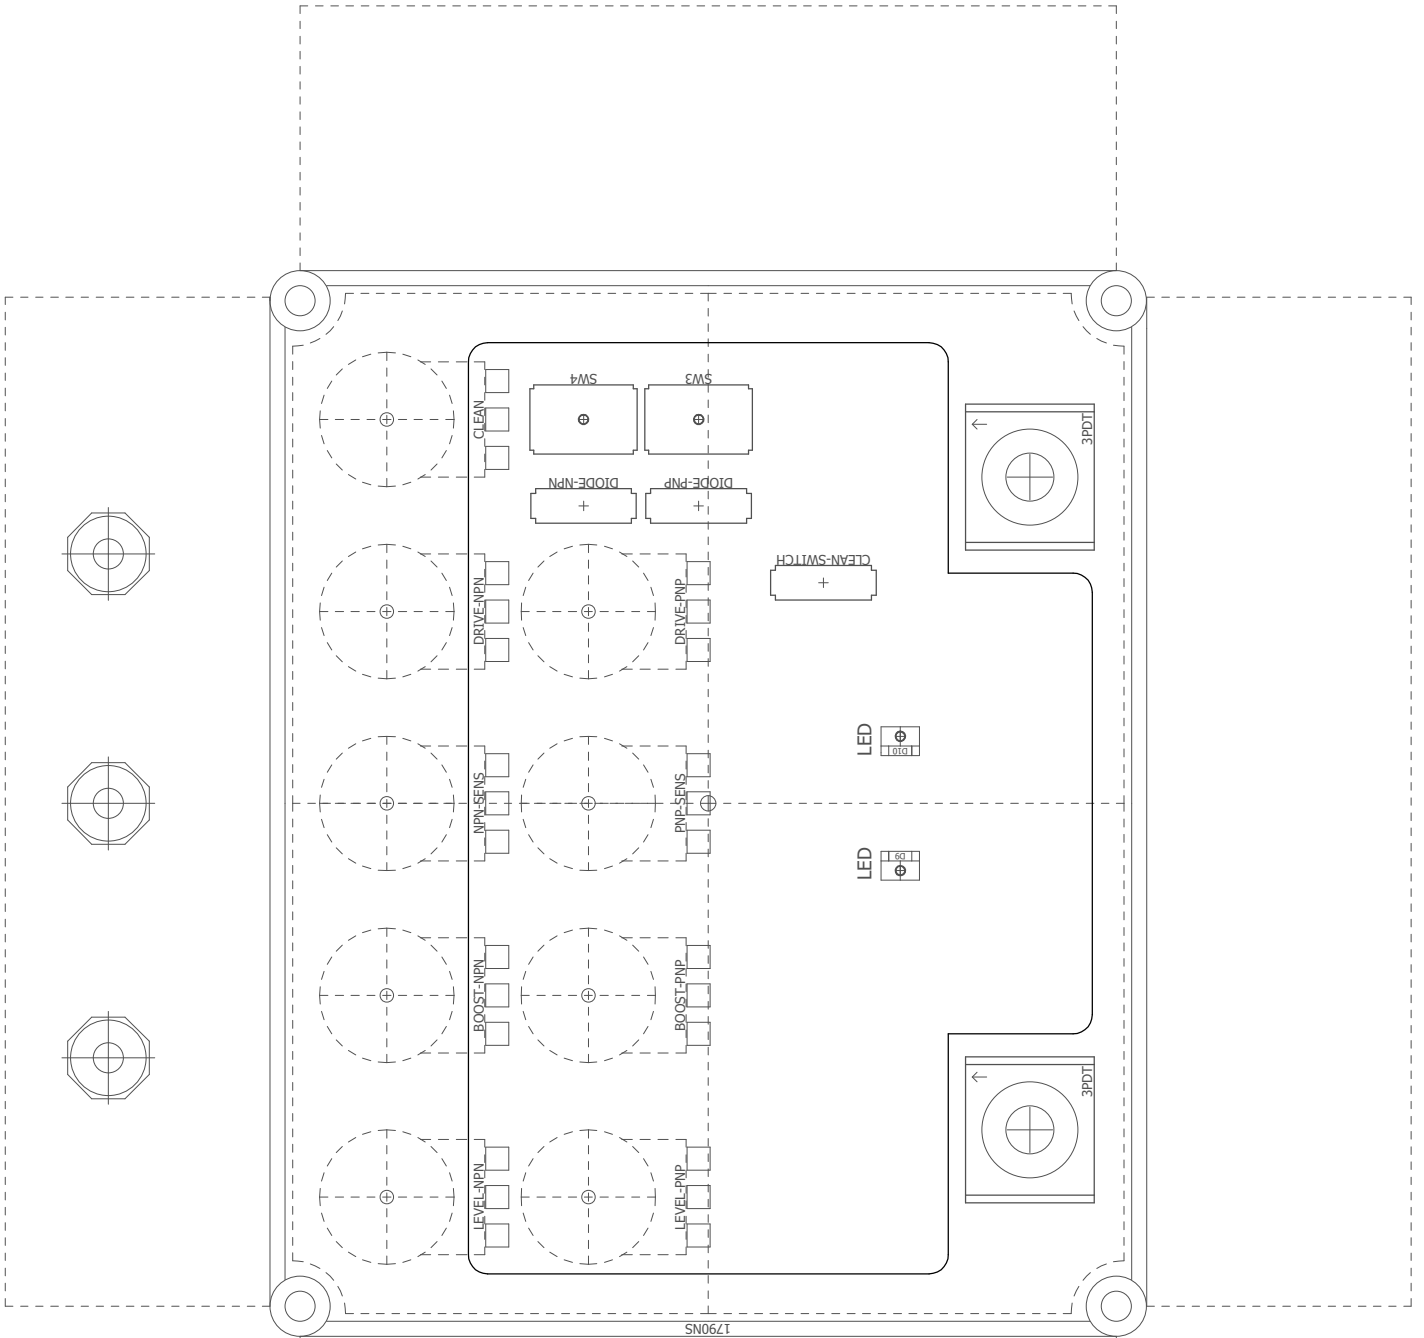 SW4
SW3
CLEAN
3PDT
DIODE-NPN
DIODE-PNP
CLEAN-SWITCH
DRIVE-NPN
DRIVE-PNP
LED
D10
NPN-SENS
PNP-SENS
LED
D9
BOOST-NPN
BOOST-PNP
3PDT
LEVEL-NPN
LEVEL-PNP
1790NS